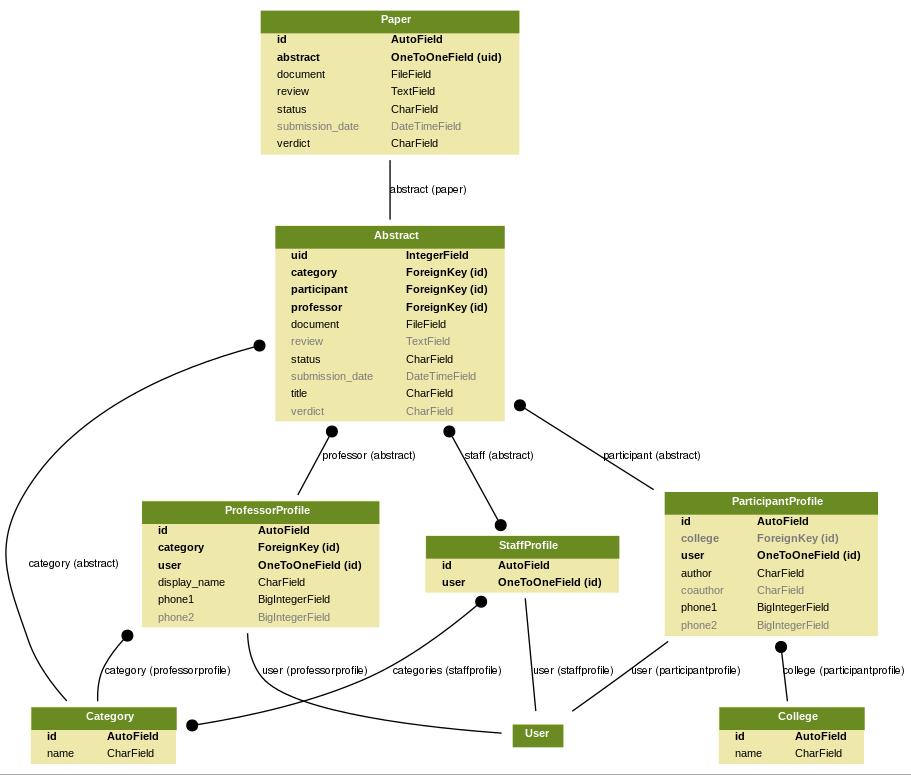 Paper
id AutoField
abstract OneToOneField (uid)
document FileField
review TextField
status CharField
submission_date DateTimeField
verdict CharField
abstract (paper)
Abstract
uid IntegerField
category ForeignKey (id)
participant ForeignKey (id)
professor ForeignKey (id)
document FileField
review TextField
status CharField
submission_date DateTimeField
title CharField
verdict CharField
professor (abstract)
staff (abstract)
participant (abstract)
category (abstract)
ProfessorProfile
id AutoField
category ForeignKey (id)
user OneToOneField (id)
display_name CharField
phone1 BigIntegerField
phone2 BigIntegerField
StaffProfile
id AutoField
user OneToOneField (id)
ParticipantProfile
id AutoField
college ForeignKey (id)
user OneToOneField (id)
author CharField
coauthor CharField
phone1 BigIntegerField
phone2 BigIntegerField
category (professorprofile)
user (professorprofile)
categories (staffprofile)
user (staffprofile)
user (participantprofile)
college (participantprofile)
Category
id AutoField
name CharField
User
College
id AutoField
name CharField